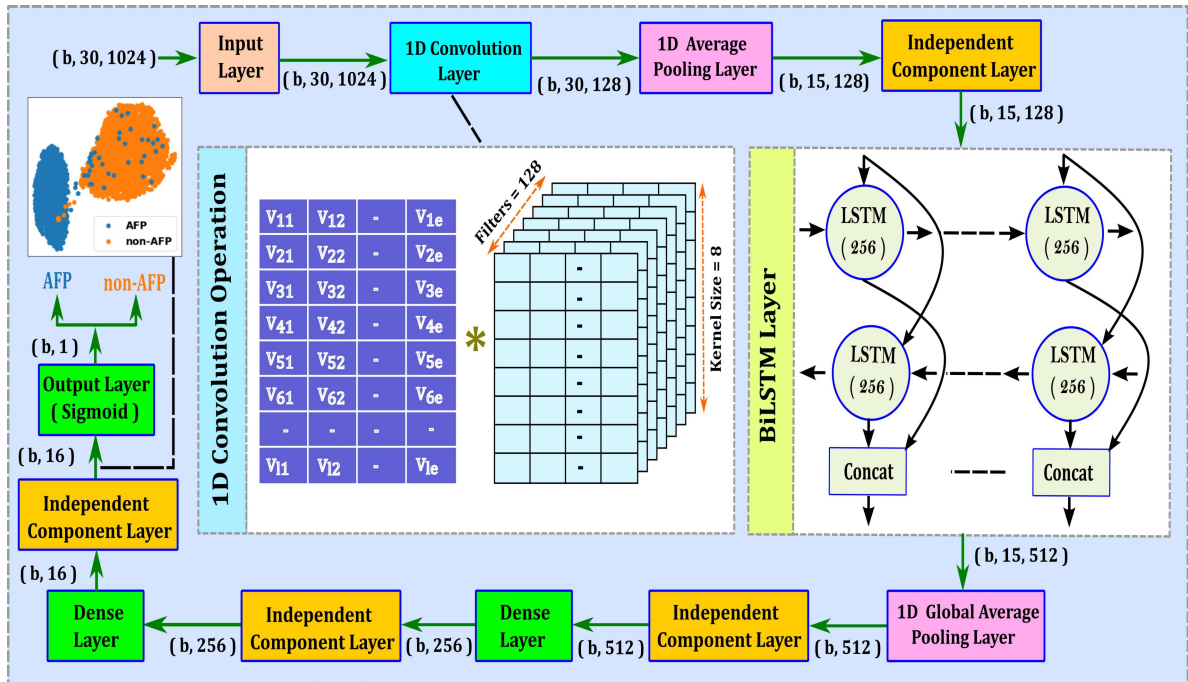 ( b, 30, 1024)
Input
Layer
( b, 30, 1024)
1D Convolution
Layer
( b, 30, 128)
1D Average
Pooling Layer
( b, 15, 128)
Independent
Component Layer
( b, 15, 128)
AFP
non-AFP
AFP
non-AFP
( b, 1)
Output Layer
( Sigmoid )
( b, 16)
Independent
Component Layer
( b, 16)
1D Convolution Operation
V11 V12 - V1e
V21 V22 - V2e
V31 V32 - V3e
V41 V42 - V4e
V51 V52 - V5e
V61 V62 - V6e
- - - -
Vl1 Vl2 - Vle
*
Filters = 128
Kernel Size = 8
-
-
-
-
-
-
-
-
BiLSTM Layer
LSTM
( 256 )
LSTM
( 256 )
LSTM
( 256 )
LSTM
( 256 )
Concat
Concat
( b, 15, 512)
Dense
Layer
( b, 256)
Independent
Component Layer
( b, 256)
Dense
Layer
( b, 512)
Independent
Component Layer
( b, 512)
1D Global Average
Pooling Layer